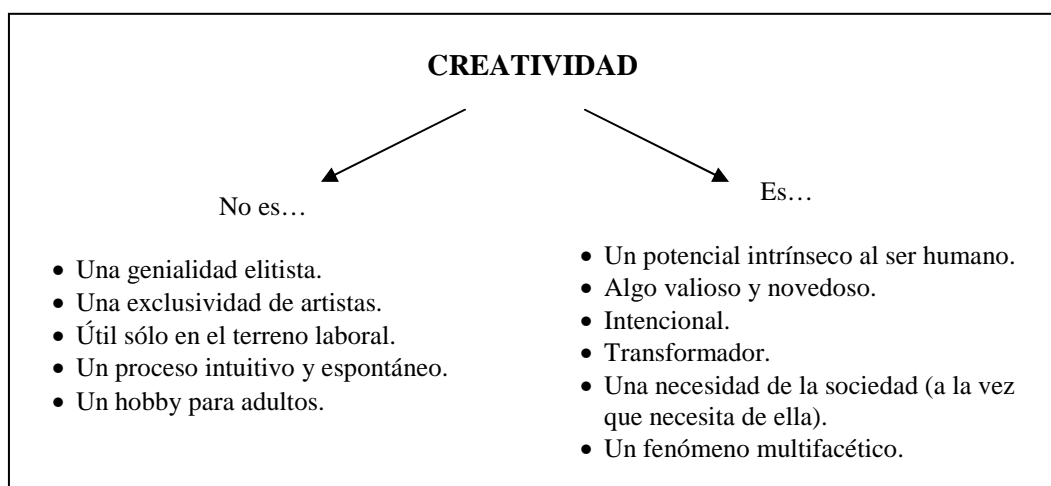 CREATIVIDAD
No es…
• Una genialidad elitista.
• Una exclusividad de artistas.
• Útil sólo en el terreno laboral.
• Un proceso intuitivo y espontáneo.
• Un hobby para adultos.
Es…
• Un potencial intrínseco al ser humano.
• Algo valioso y novedoso.
• Intencional.
• Transformador.
• Una necesidad de la sociedad (a la vez
que necesita de ella).
• Un fenómeno multifacético.